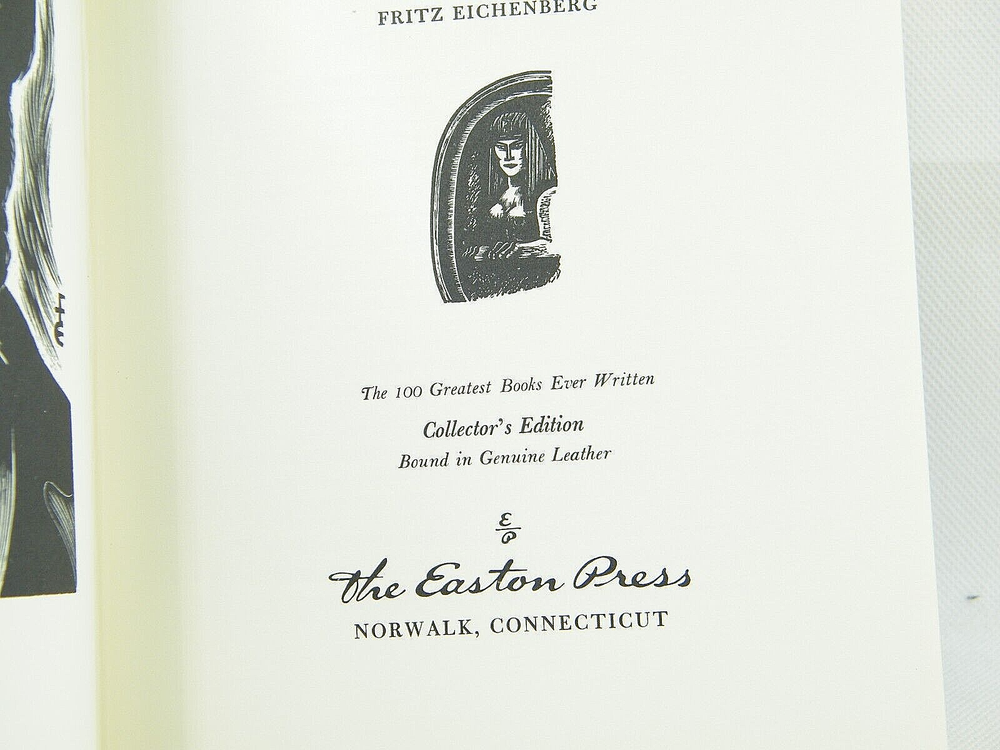 FRITZ EICHENBERG
The 100 Greatest Books Ever Written
Collector's Edition
Bound in Genuine Leather
E
P
The Easton Press
NORWALK, CONNECTICUT